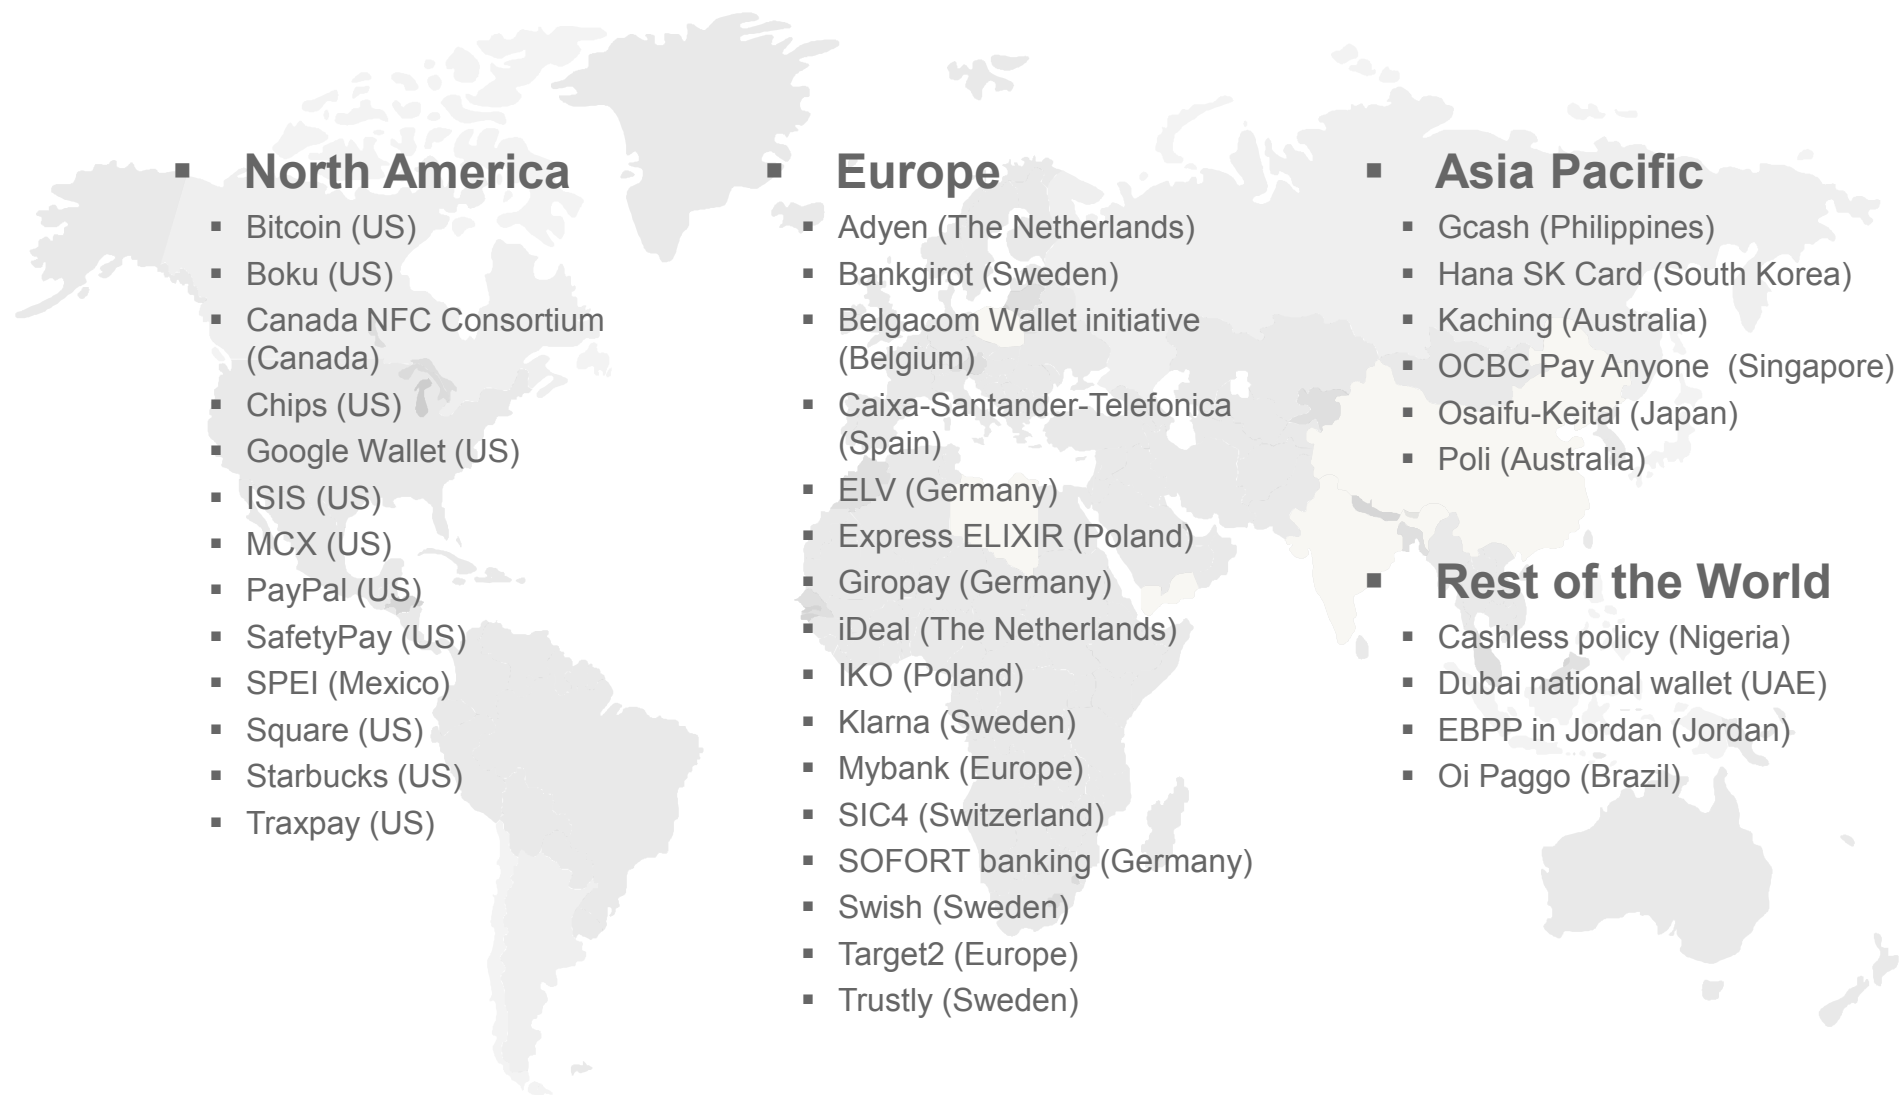 North America
Bitcoin (US)
Boku (US)
Canada NFC Consortium
(Canada)
Chips (US)
Google Wallet (US)
ISIS (US)
MCX (US)
PayPal (US)
SafetyPay (US)
SPEI (Mexico)
Square (US)
Starbucks (US)
Traxpay (US)
Europe
Adyen (The Netherlands)
Bankgirot (Sweden)
Belgacom Wallet initiative
(Belgium)
Caixa-Santander-Telefonica
(Spain)
ELV (Germany)
Express ELIXIR (Poland)
Giropay (Germany)
iDeal (The Netherlands)
IKO (Poland)
Klarna (Sweden)
Mybank (Europe)
SIC4 (Switzerland)
SOFORT banking (Germany)
Swish (Sweden)
Target2 (Europe)
Trustly (Sweden)
Asia Pacific
Gcash (Philippines)
Hana SK Card (South Korea)
Kaching (Australia)
OCBC Pay Anyone  (Singapore)
Osaifu-Keitai (Japan)
Poli (Australia)
Rest of the World
Cashless policy (Nigeria)
Dubai national wallet (UAE)
EBPP in Jordan (Jordan)
Oi Paggo (Brazil)